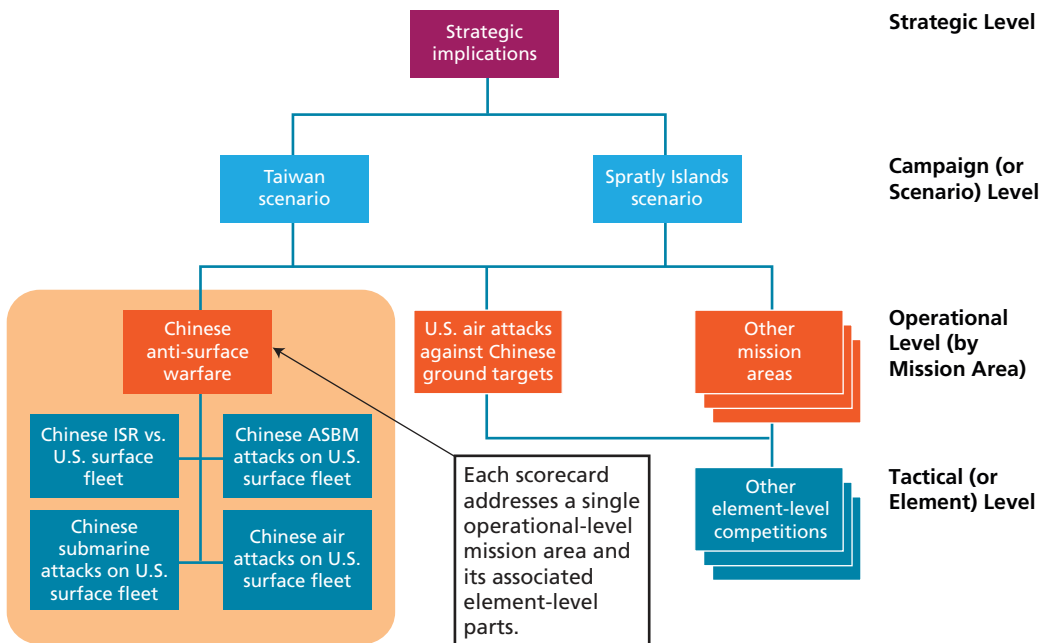 Strategic
implications
Strategic Level
Taiwan
scenario
Spratly Islands
scenario
Campaign (or
Scenario) Level
Chinese
anti-surface
warfare
U.S. air attacks
against Chinese
ground targets
Other
mission
areas
Operational
Level (by
Mission Area)
Chinese ISR vs.
U.S. surface
fleet
Chinese ASBM
attacks on U.S.
surface fleet
Chinese
submarine
attacks on U.S.
surface fleet
Chinese air
attacks on U.S.
surface fleet
Each scorecard
addresses a single
operational-level
mission area and
its associated
element-level
parts.
Other
element-level
competitions
Tactical (or
Element) Level